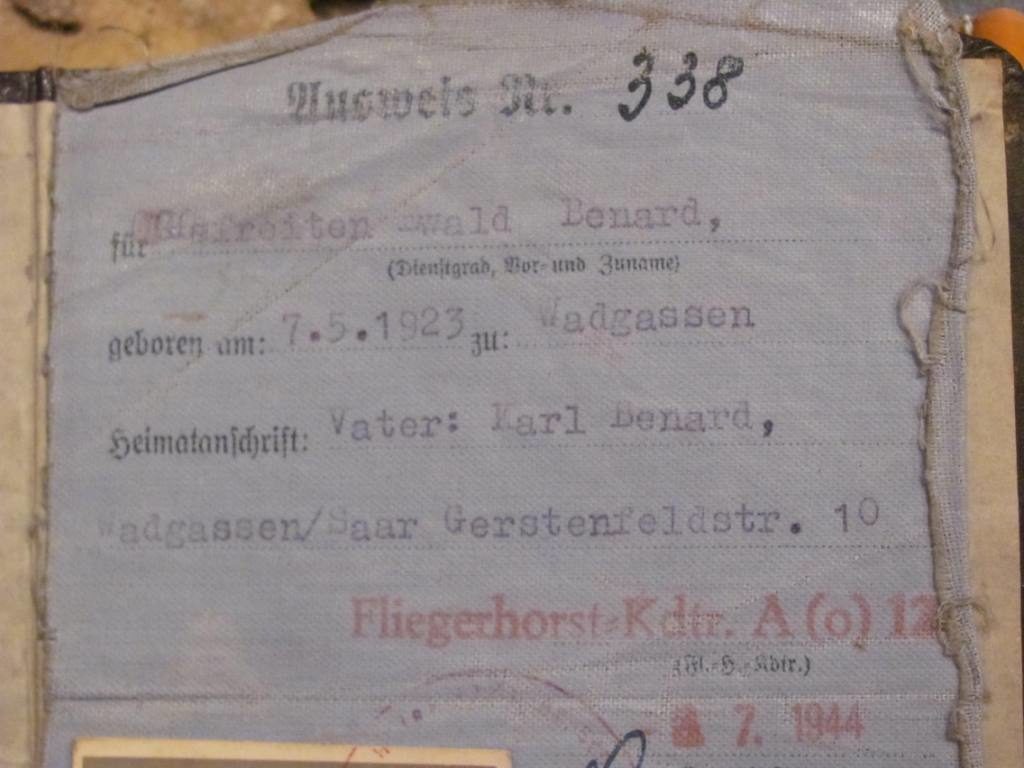 Ausweis Nr. 338
für Gefreiten Ewald Benard,
(Dienstgrad, Vor- und Zuname)
geboren am: 7.5.1923 zu: Wadgassen
Heimatanschrift: Vater: Karl Benard,
Wadgassen/Saar Gerstenfeldstr. 10
Fliegerhorst-Kdtr. A (o) 12
(Fl.-H.-Kdtr.)
7. 1944